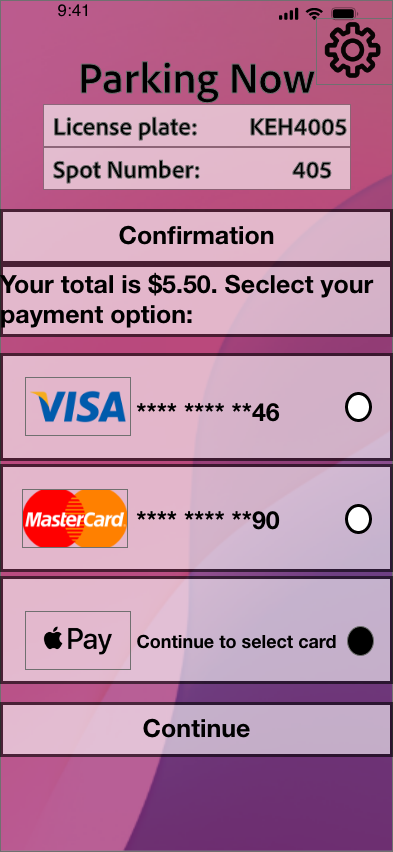 9:41
Parking Now
License plate: KEH4005
Spot Number: 405
Confirmation
Your total is $5.50. Seclect your
payment option:
VISA **** **** **46
MasterCard **** **** **90
Pay Continue to select card
Continue